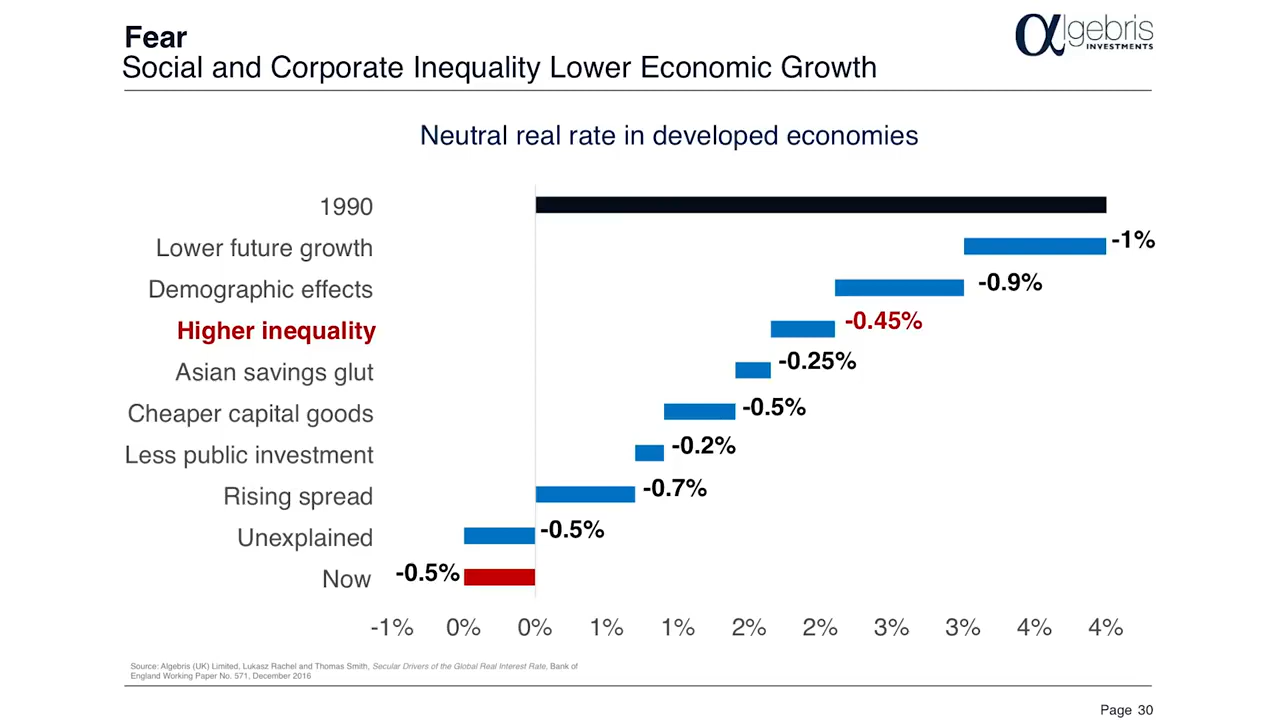 Fear
Social and Corporate Inequality Lower Economic Growth
αlgebris
INVESTMENTS
Neutral real rate in developed economies
1990
Lower future growth -1%
Demographic effects -0.9%
Higher inequality -0.45%
Asian savings glut -0.25%
Cheaper capital goods -0.5%
Less public investment -0.2%
Rising spread -0.7%
Unexplained -0.5%
Now -0.5%
-1% 0% 0% 1% 1% 2% 2% 3% 3% 4% 4%
Source: Algebris (UK) Limited, Lukasz Rachel and Thomas Smith, Secular Drivers of the Global Real Interest Rate, Bank of
England Working Paper No. 571, December 2016
Page 30